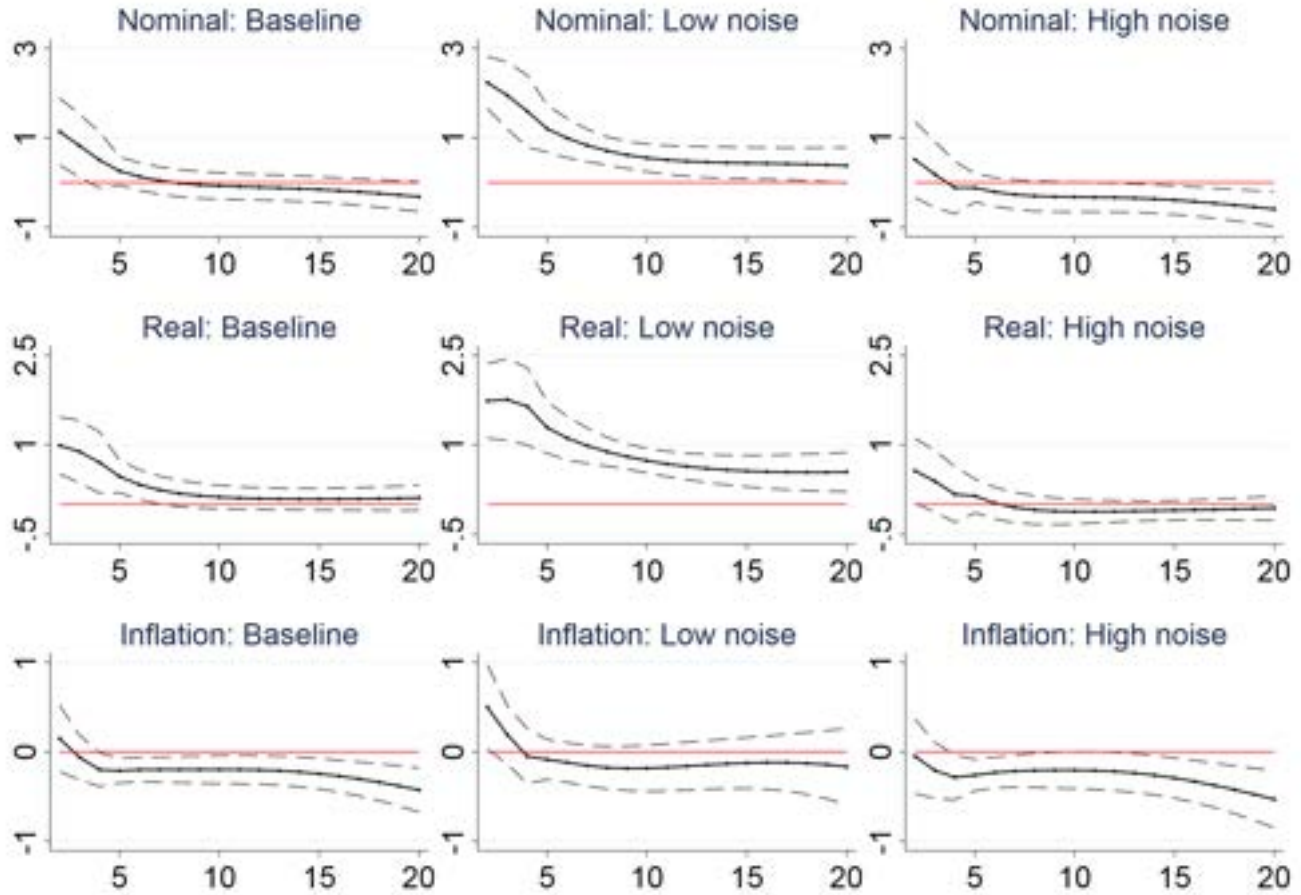 Nominal: Baseline Nominal: Low noise Nominal: High noise
3 3 3
1 1 1
-1 -1 -1
5 10 15 20 5 10 15 20 5 10 15 20
Real: Baseline Real: Low noise Real: High noise
2.5 2.5 2.5
1 1 1
-.5 -.5 -.5
5 10 15 20 5 10 15 20 5 10 15 20
Inflation: Baseline Inflation: Low noise Inflation: High noise
1 1 1
0 0 0
-1 -1 -1
5 10 15 20 5 10 15 20 5 10 15 20